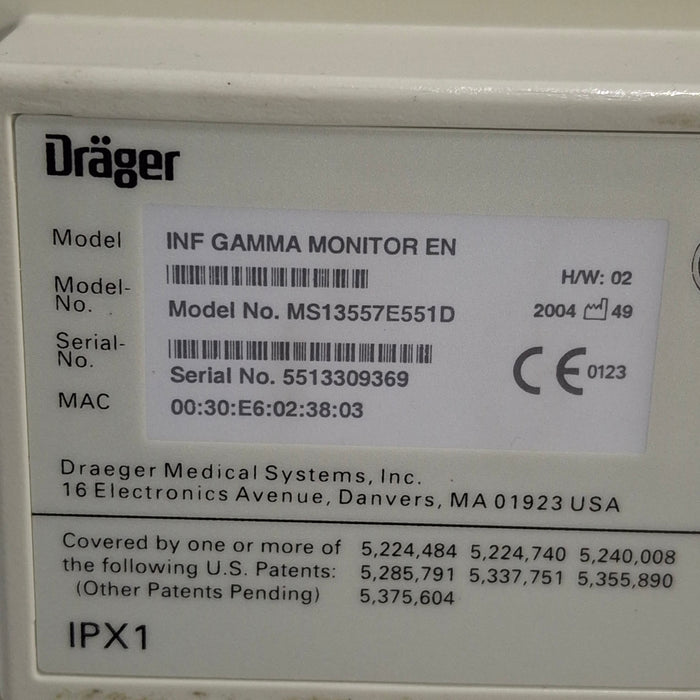 Dräger
Model INF GAMMA MONITOR EN
H/W: 02
Model-No. Model No. MS13557E551D
2004 49
Serial-No. Serial No. 5513309369
CE 0123
MAC 00:30:E6:02:38:03
Draeger Medical Systems, Inc.
16 Electronics Avenue, Danvers, MA 01923 USA
Covered by one or more of 5,224,484 5,224,740 5,240,008
the following U.S. Patents: 5,285,791 5,337,751 5,355,890
(Other Patents Pending) 5,375,604
IPX1